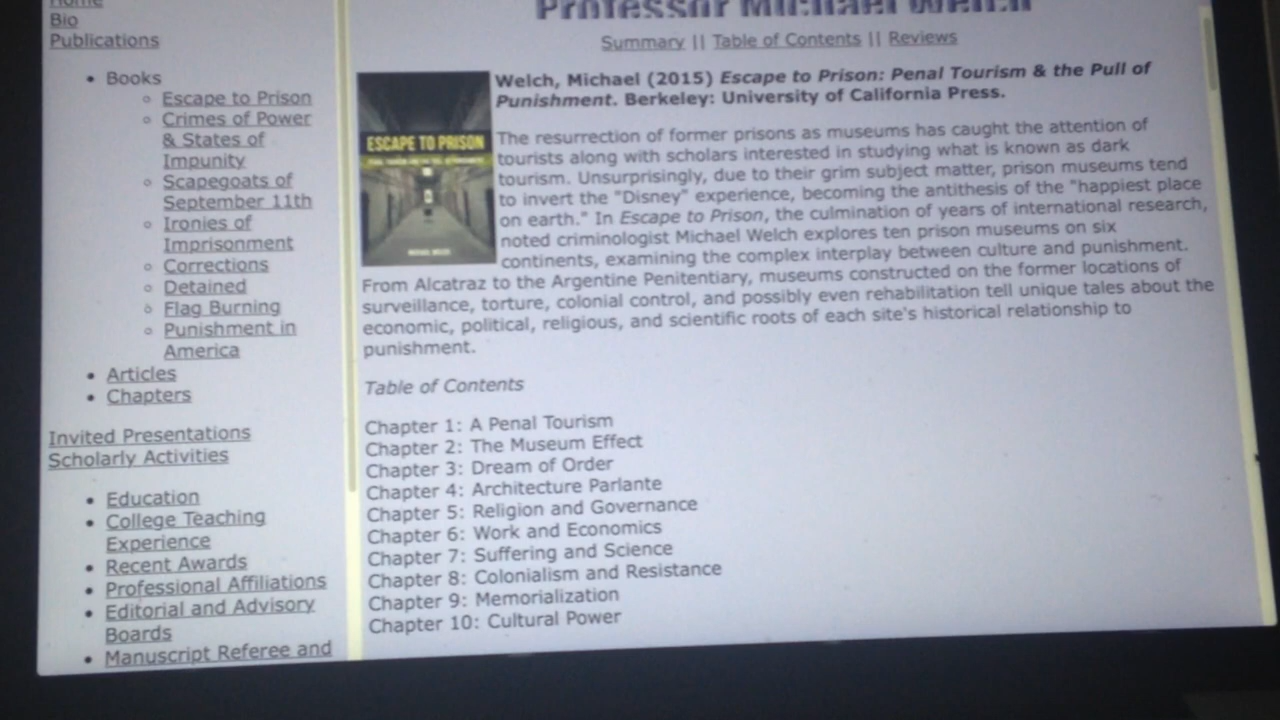 Home
Bio
Publications
Books
Escape to Prison
Crimes of Power
& States of
Impunity
Scapegoats of
September 11th
Ironies of
Imprisonment
Corrections
Detained
Flag Burning
Punishment in
America
Articles
Chapters
Invited Presentations
Scholarly Activities
Education
College Teaching
Experience
Recent Awards
Professional Affiliations
Editorial and Advisory
Boards
Manuscript Referee and
Professor Michael Welch
Summary || Table of Contents || Reviews
ESCAPE TO PRISON
Welch, Michael (2015) Escape to Prison: Penal Tourism & the Pull of
Punishment. Berkeley: University of California Press.
The resurrection of former prisons as museums has caught the attention of
tourists along with scholars interested in studying what is known as dark
tourism. Unsurprisingly, due to their grim subject matter, prison museums tend
to invert the "Disney" experience, becoming the antithesis of the "happiest place
on earth." In Escape to Prison, the culmination of years of international research,
noted criminologist Michael Welch explores ten prison museums on six
continents, examining the complex interplay between culture and punishment.
From Alcatraz to the Argentine Penitentiary, museums constructed on the former locations of
surveillance, torture, colonial control, and possibly even rehabilitation tell unique tales about the
economic, political, religious, and scientific roots of each site's historical relationship to
punishment.
Table of Contents
Chapter 1: A Penal Tourism
Chapter 2: The Museum Effect
Chapter 3: Dream of Order
Chapter 4: Architecture Parlante
Chapter 5: Religion and Governance
Chapter 6: Work and Economics
Chapter 7: Suffering and Science
Chapter 8: Colonialism and Resistance
Chapter 9: Memorialization
Chapter 10: Cultural Power